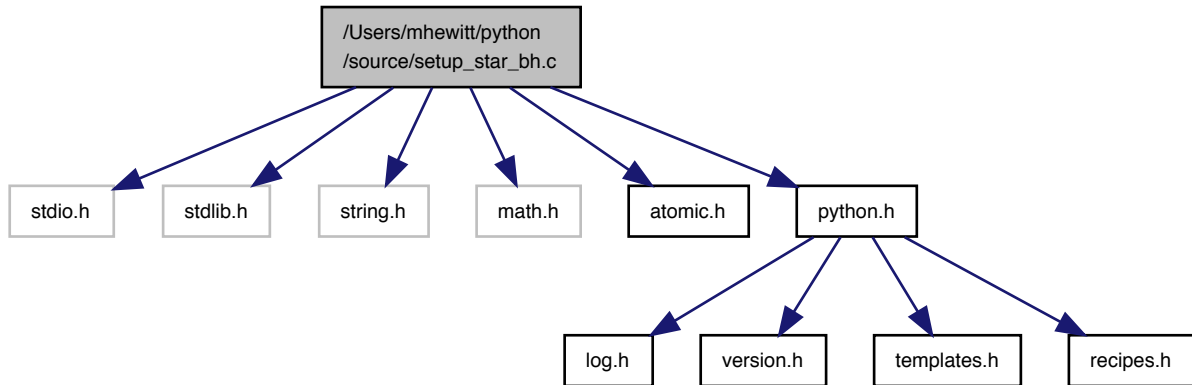 /Users/mhewitt/python
/source/setup_star_bh.c
stdio.h
stdlib.h
string.h
math.h
atomic.h
python.h
log.h
version.h
templates.h
recipes.h